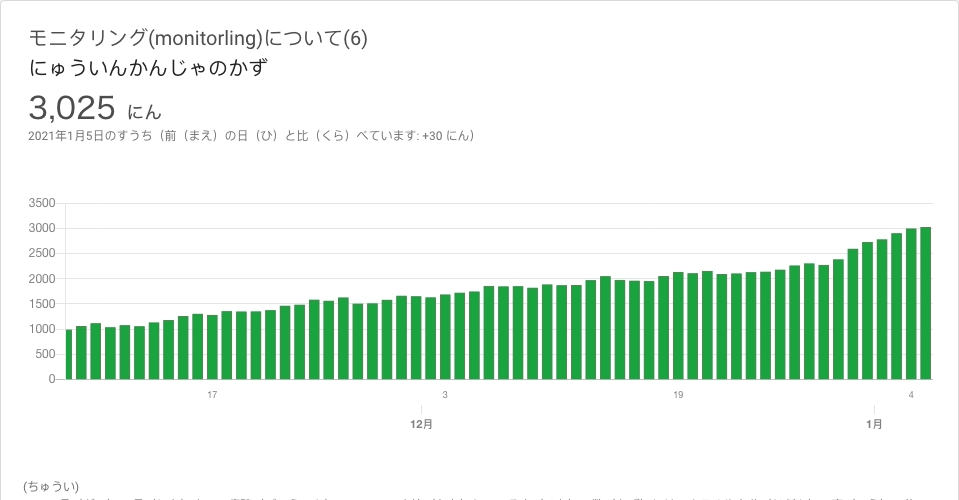 モニタリング(monitorling)について(6)
にゅういんかんじゃのかず
3,025 にん
2021年1月5日のすうち（前（まえ）の日（ひ）と比（くら）べています: +30 にん）
3500
3000
2500
2000
1500
1000
500
0
17 3 19 4
12月 1月
(ちゅうい)